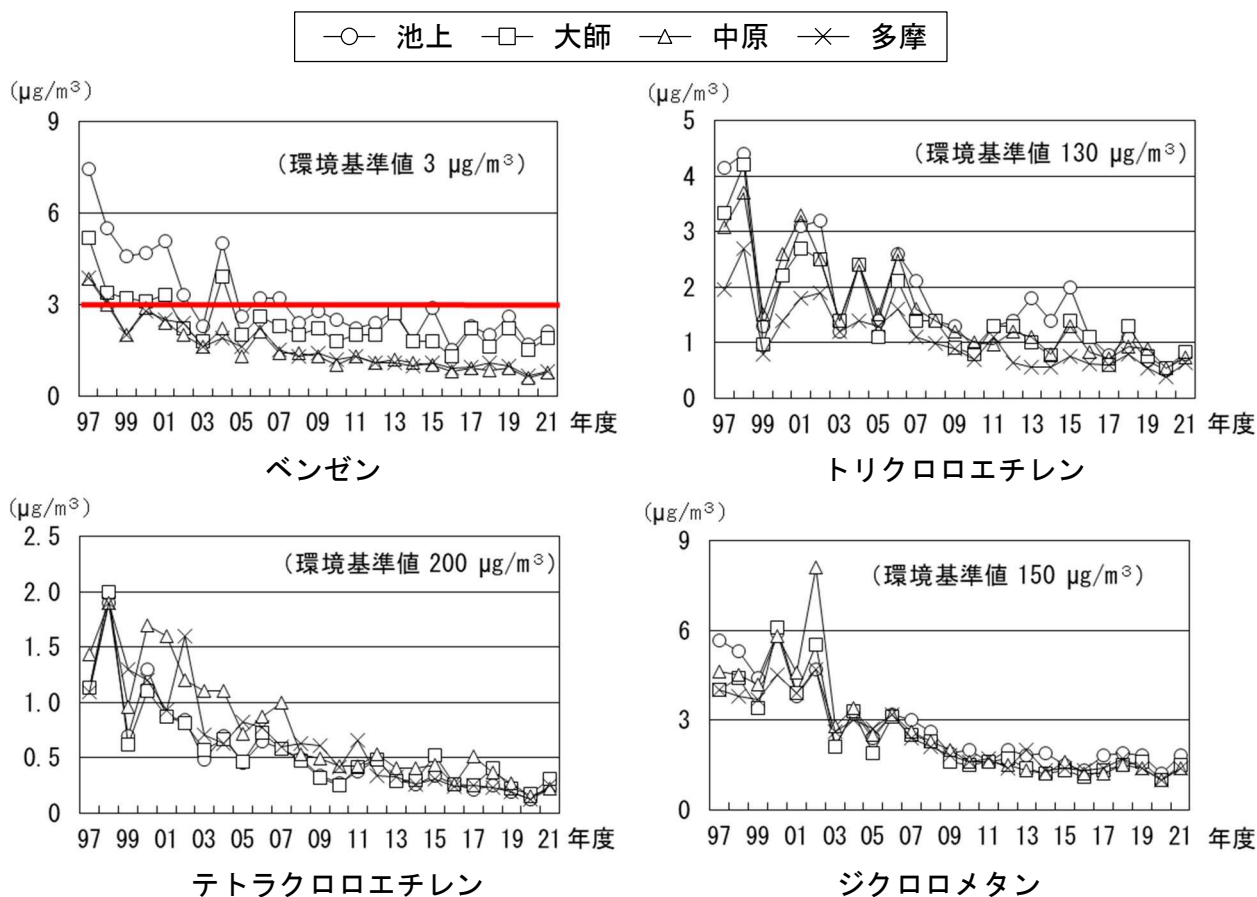 池上 大師 中原 多摩
(μg/m³)
9
(環境基準値 3 μg/m³)
6
3
0
97 99 01 03 05 07 09 11 13 15 17 19 21 年度
ベンゼン
(μg/m³)
5
(環境基準値 130 μg/m³)
4
3
2
1
0
97 99 01 03 05 07 09 11 13 15 17 19 21 年度
トリクロロエチレン
(μg/m³)
2.5
(環境基準値 200 μg/m³)
2.0
1.5
1.0
0.5
0.0
97 99 01 03 05 07 09 11 13 15 17 19 21 年度
テトラクロロエチレン
(μg/m³)
9
(環境基準値 150 μg/m³)
6
3
0
97 99 01 03 05 07 09 11 13 15 17 19 21 年度
ジクロロメタン